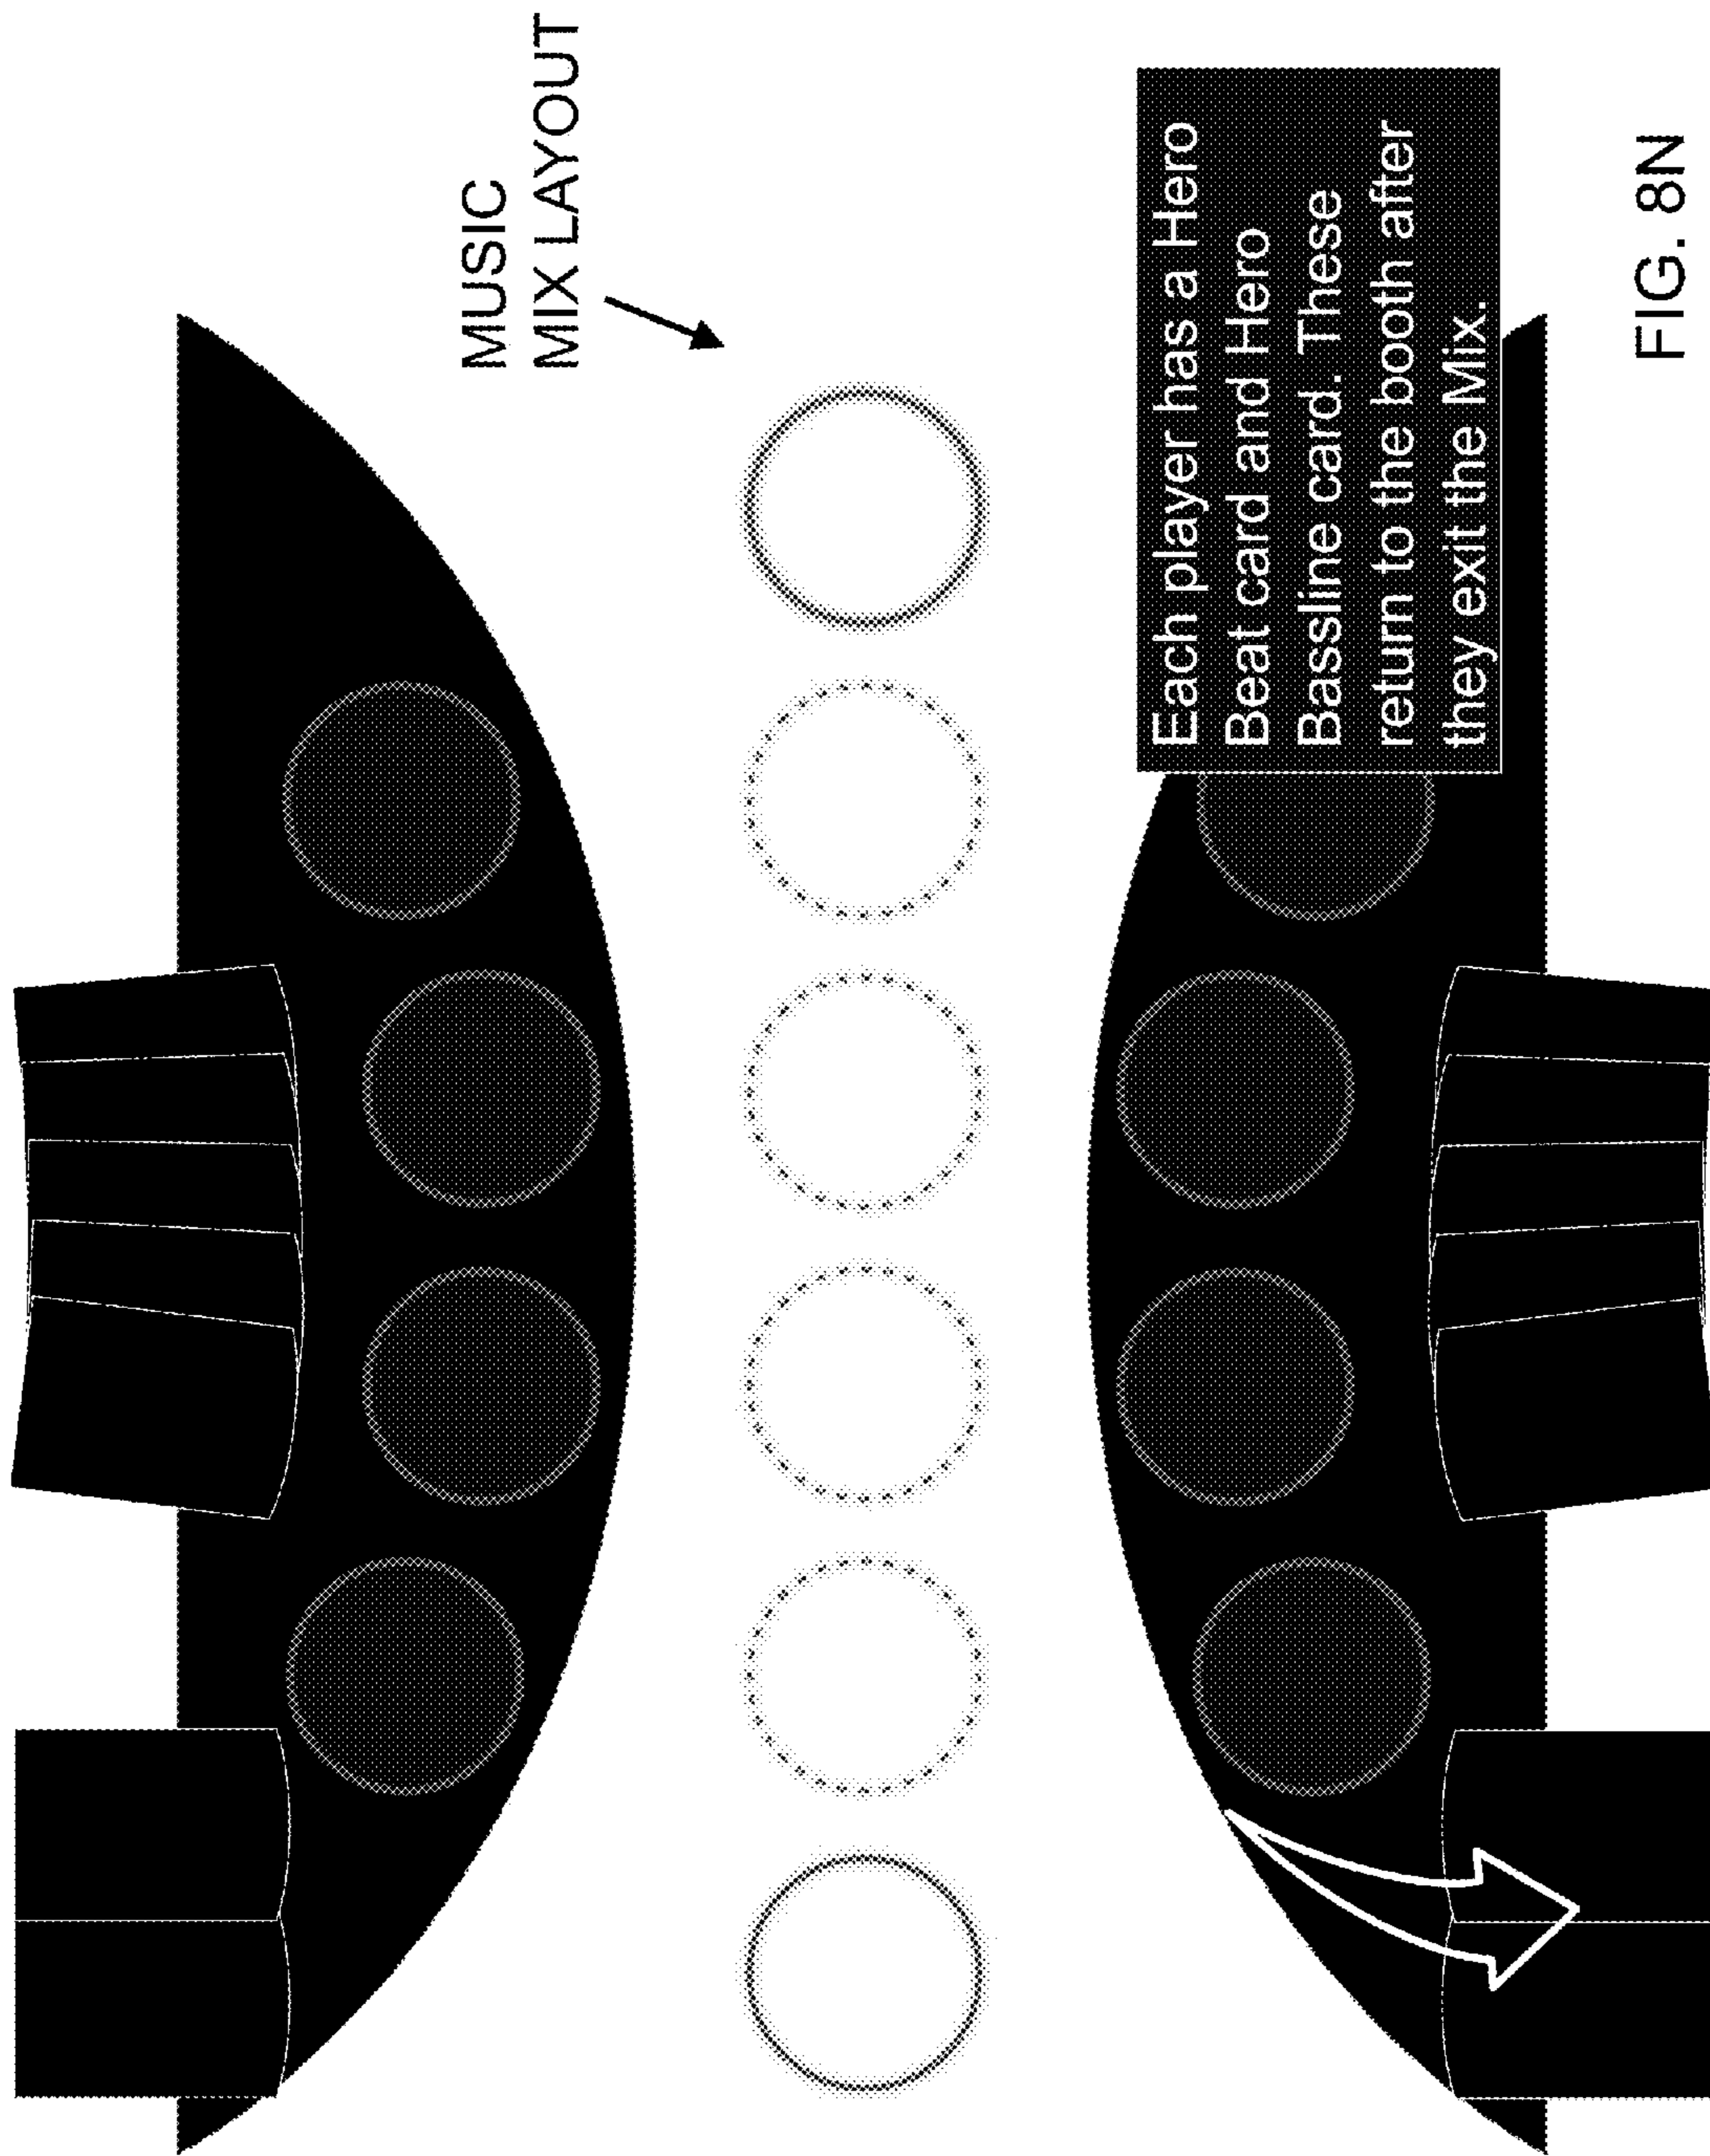 MUSIC
MIX LAYOUT
Each player has a Hero
Beat card and Hero
Bassline card. These
return to the booth after
they exit the Mix.
FIG. 8N